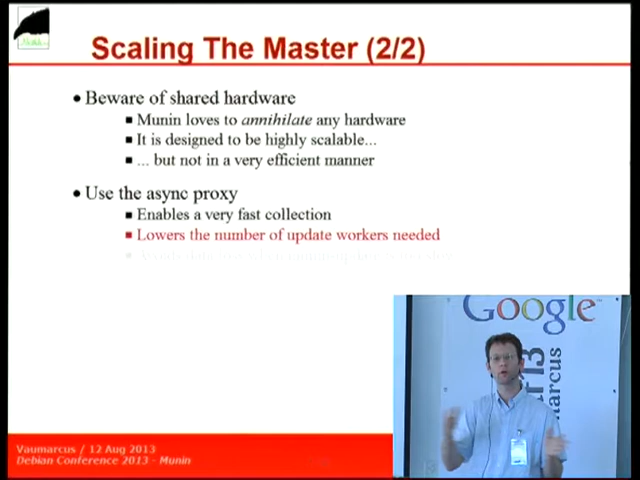 Scaling The Master (2/2)
Beware of shared hardware
Munin loves to annihilate any hardware
It is designed to be highly scalable...
... but not in a very efficient manner
Use the async proxy
Enables a very fast collection
Lowers the number of update workers needed
Google
Vaumarcus / 12 Aug 2013
Debian Conference 2013 - Munin